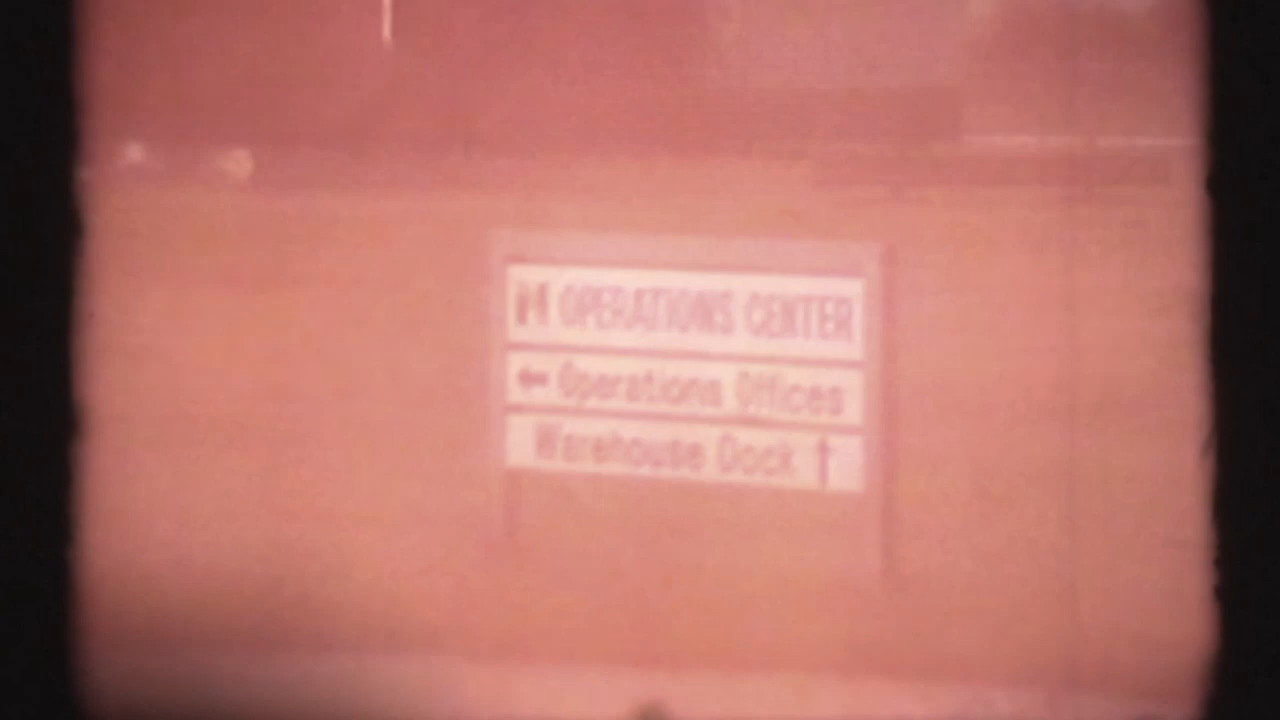 OPERATIONS CENTER
← Operations Offices
Warehouse Dock ↑